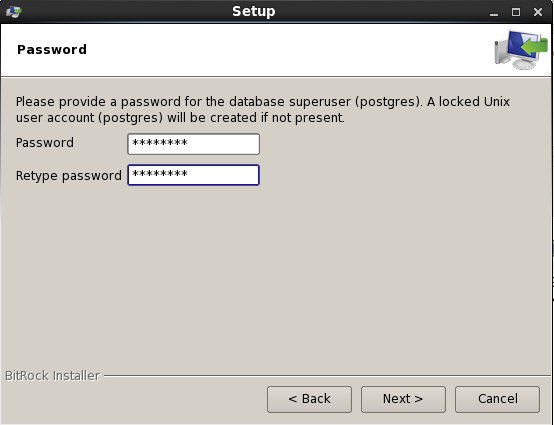 Setup
Password
Please provide a password for the database superuser (postgres). A locked Unix
user account (postgres) will be created if not present.
Password ********
Retype password ********
BitRock Installer
< Back Next > Cancel